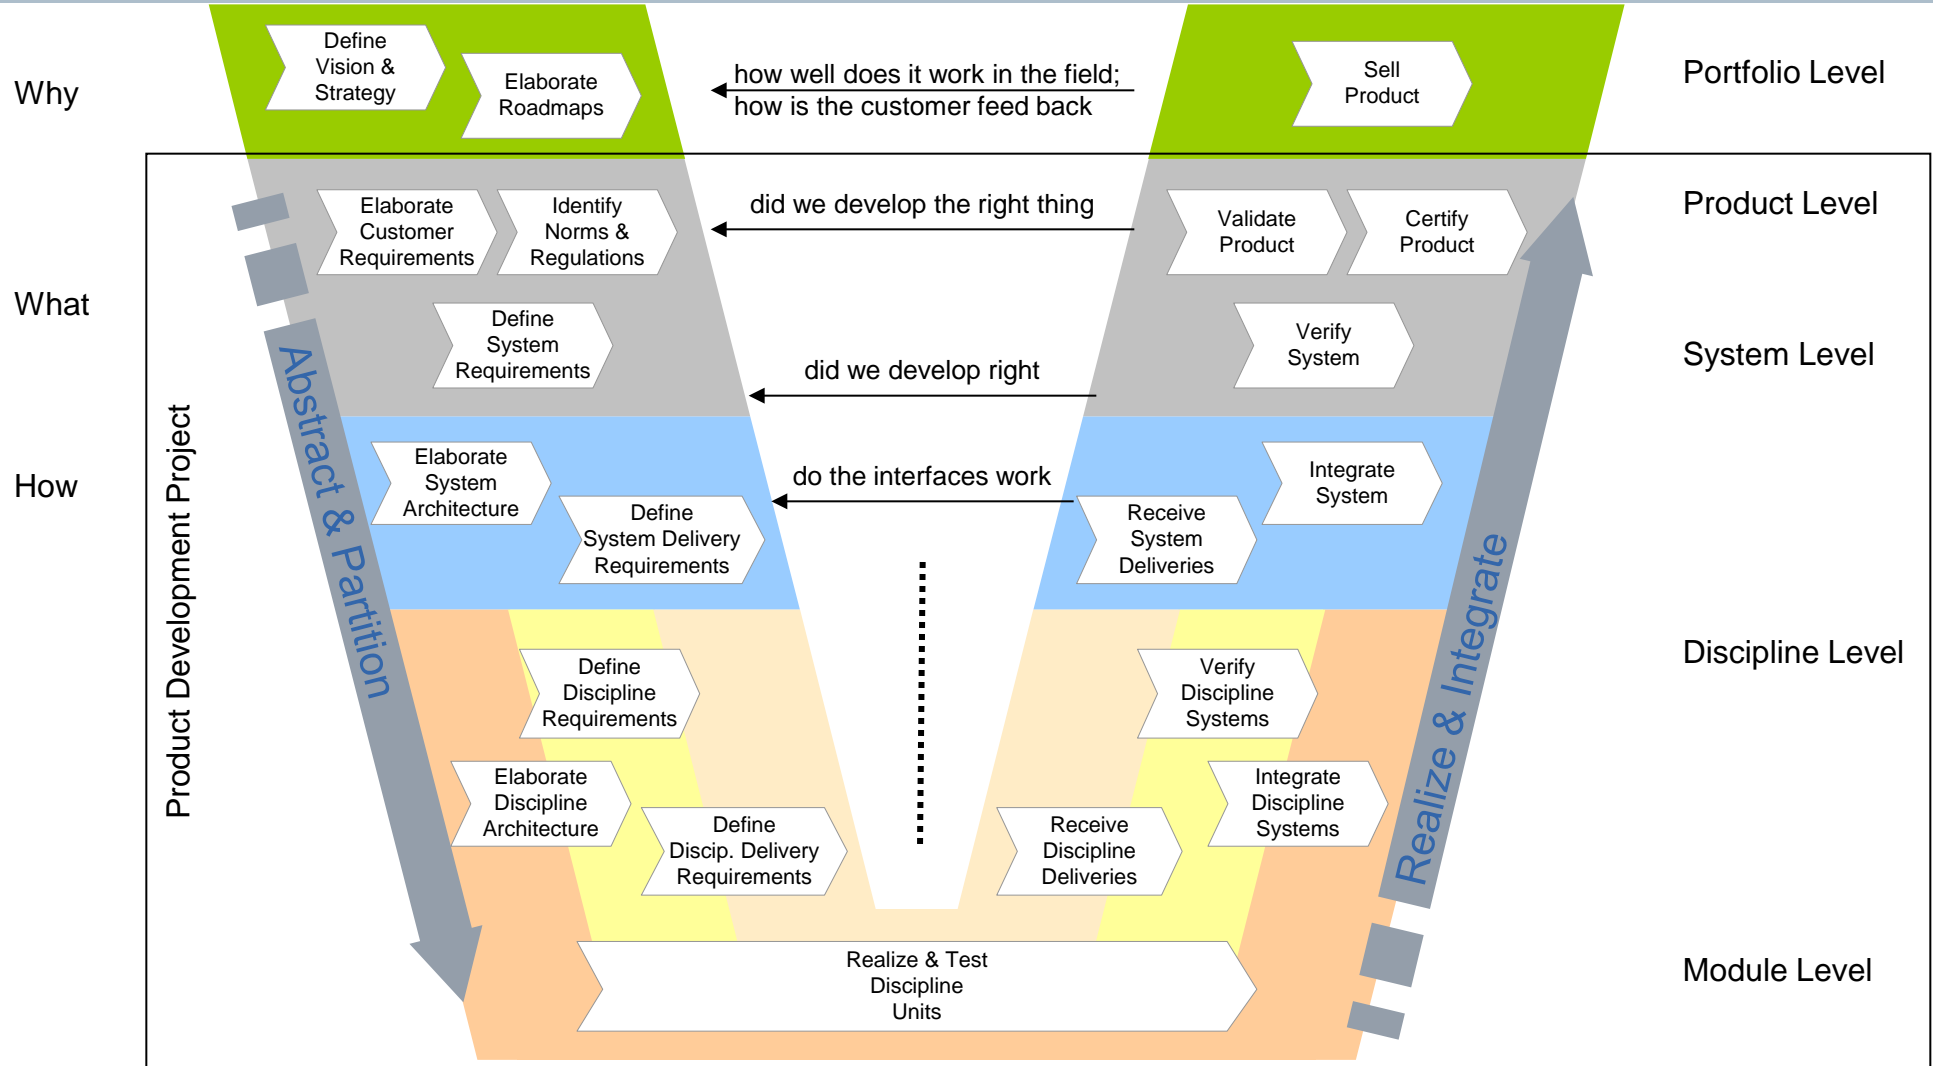 Why
Define
Vision &
Strategy
Elaborate
Roadmaps
how well does it work in the field;
how is the customer feed back
Sell
Product
Portfolio Level
Elaborate
Customer
Requirements
Identify
Norms &
Regulations
did we develop the right thing
Validate
Product
Certify
Product
Product Level
What
Define
System
Requirements
did we develop right
Verify
System
System Level
How
Elaborate
System
Architecture
Define
System Delivery
Requirements
do the interfaces work
Receive
System
Deliveries
Integrate
System
Product Development Project
Abstract & Partition
Realize & Integrate
Define
Discipline
Requirements
Verify
Discipline
Systems
Discipline Level
Elaborate
Discipline
Architecture
Define
Discip. Delivery
Requirements
Receive
Discipline
Deliveries
Integrate
Discipline
Systems
Realize & Test
Discipline
Units
Module Level